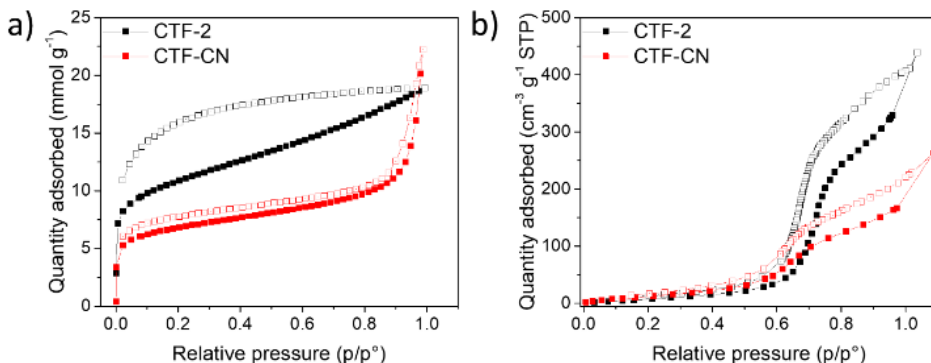 a)
CTF-2
CTF-CN
Quantity adsorbed (mmol g⁻¹)
25
20
15
10
5
0
0.0 0.2 0.4 0.6 0.8 1.0
Relative pressure (p/p°)
b)
CTF-2
CTF-CN
Quantity adsorbed (cm⁻³ g⁻¹ STP)
500
400
300
200
100
0
0.0 0.2 0.4 0.6 0.8 1.0
Relative pressure (p/p°)